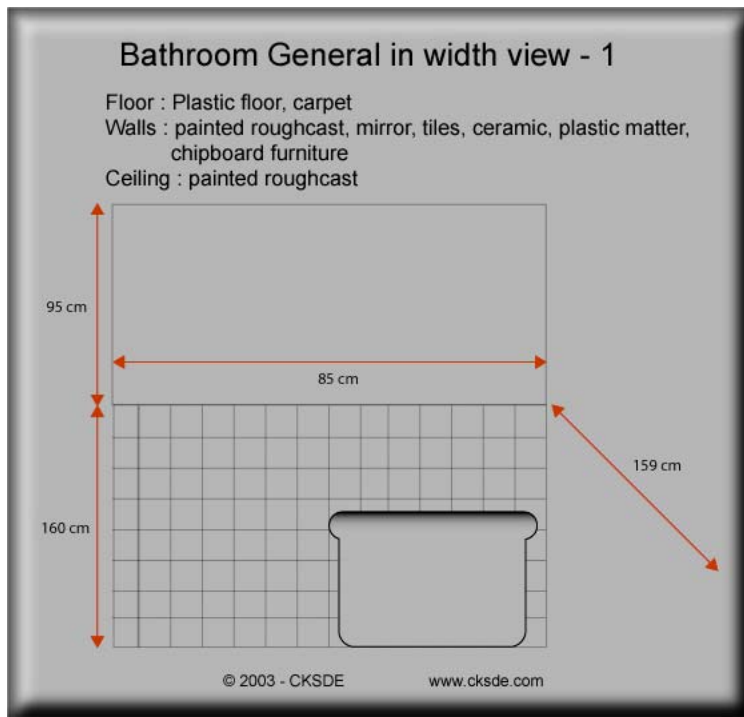 Bathroom General in width view - 1
Floor : Plastic floor, carpet
Walls : painted roughcast, mirror, tiles, ceramic, plastic matter,
chipboard furniture
Ceiling : painted roughcast
95 cm
85 cm
159 cm
160 cm
© 2003 - CKSDE www.cksde.com